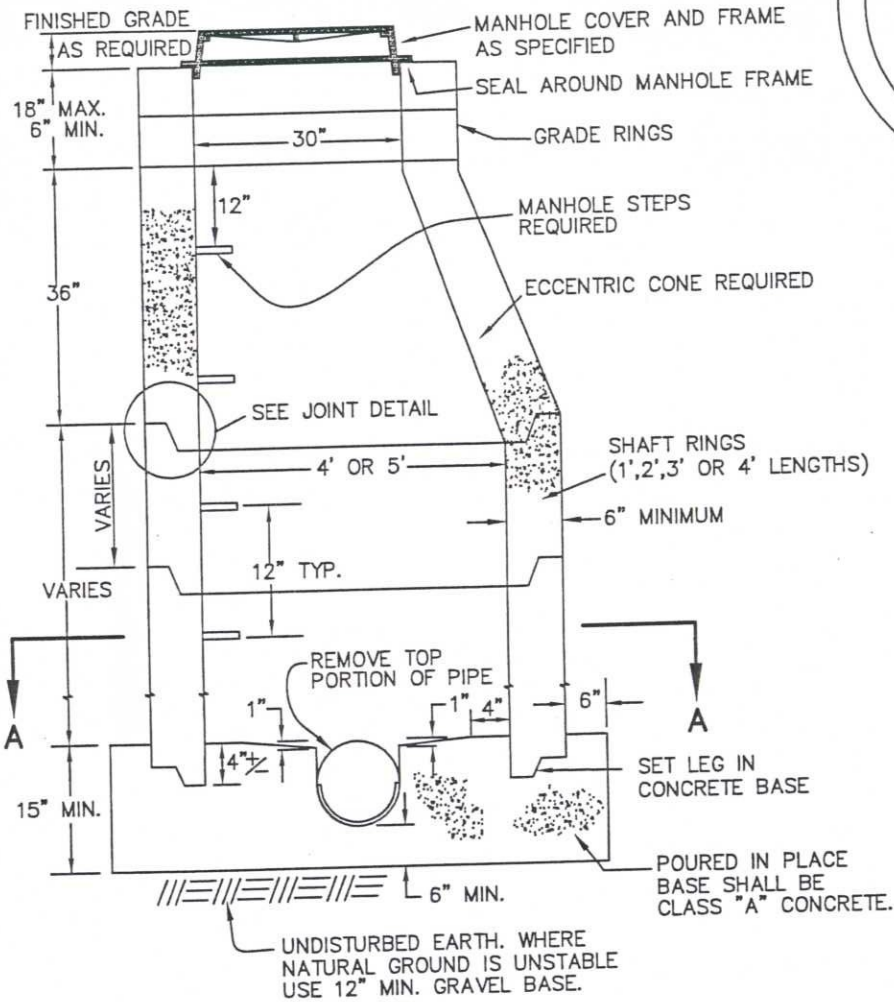 FINISHED GRADE
AS REQUIRED
MANHOLE COVER AND FRAME
AS SPECIFIED
SEAL AROUND MANHOLE FRAME
18" MAX.
6" MIN.
GRADE RINGS
30"
12"
MANHOLE STEPS
REQUIRED
36"
ECCENTRIC CONE REQUIRED
SEE JOINT DETAIL
SHAFT RINGS
(1',2',3' OR 4' LENGTHS)
4' OR 5'
6" MINIMUM
VARIES
12" TYP.
VARIES
REMOVE TOP
PORTION OF PIPE
1"
1"
4"
6"
A
A
4"±
SET LEG IN
CONCRETE BASE
15" MIN.
POURED IN PLACE
BASE SHALL BE
CLASS "A" CONCRETE.
6" MIN.
UNDISTURBED EARTH. WHERE
NATURAL GROUND IS UNSTABLE
USE 12" MIN. GRAVEL BASE.